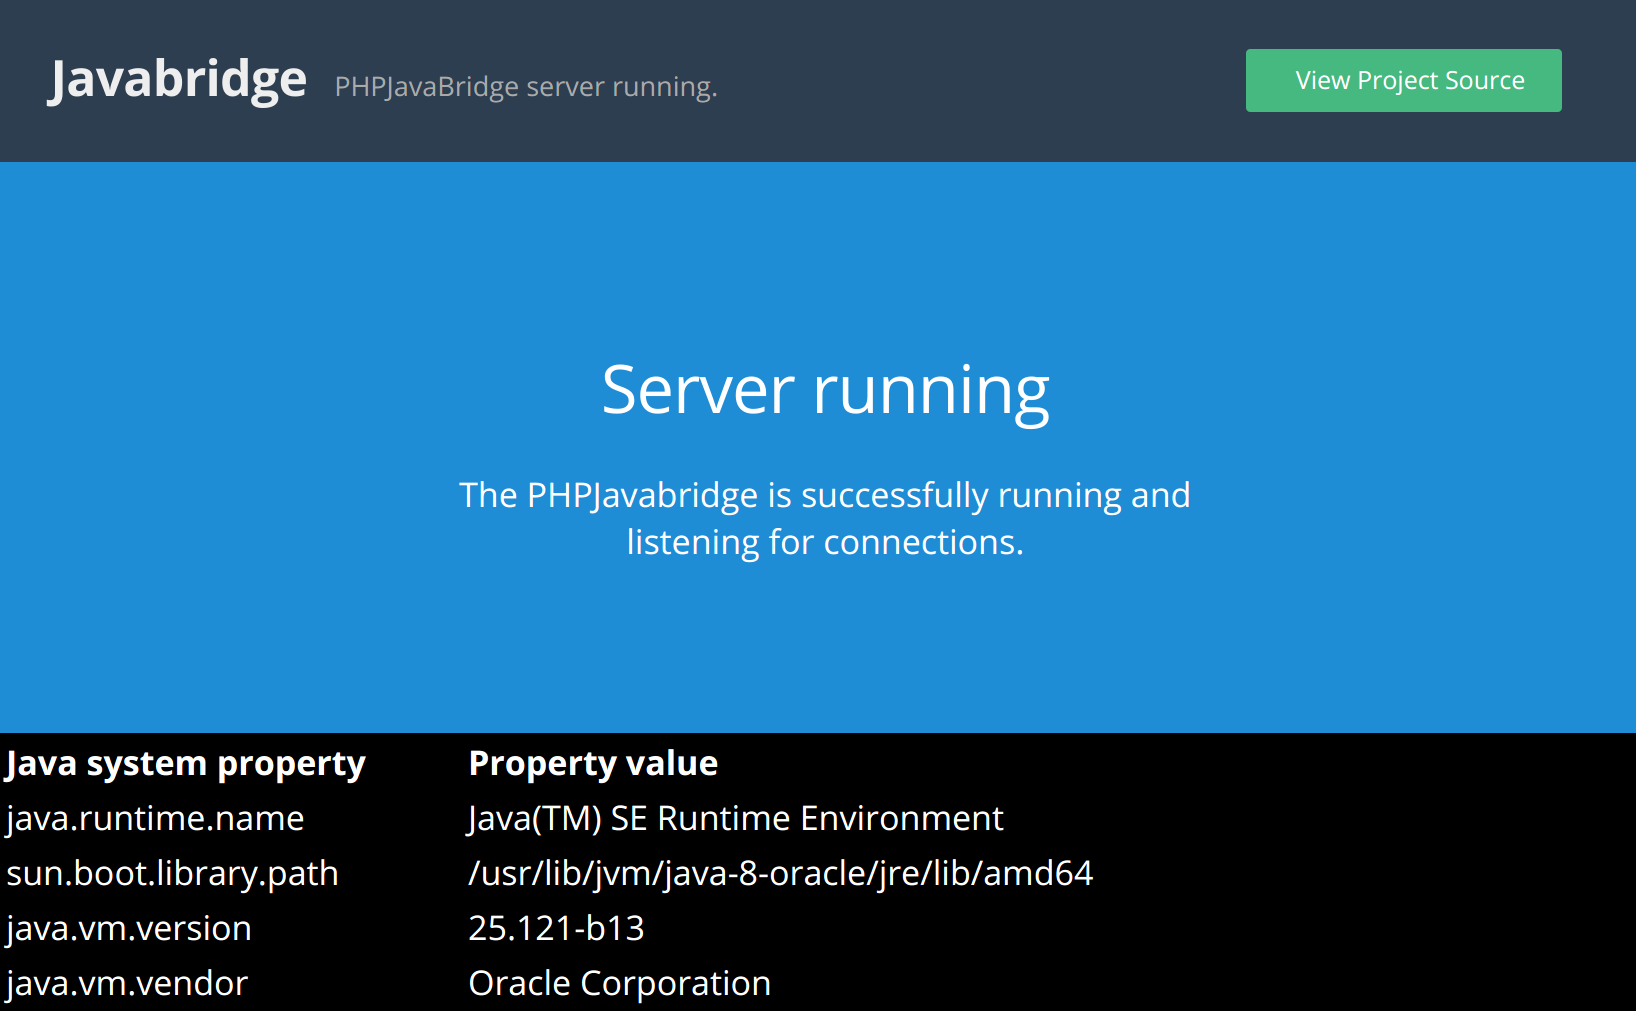 Javabridge PHPJavaBridge server running.
View Project Source
Server running
The PHPJavabridge is successfully running and
listening for connections.
Java system property Property value
java.runtime.name Java(TM) SE Runtime Environment
sun.boot.library.path /usr/lib/jvm/java-8-oracle/jre/lib/amd64
java.vm.version 25.121-b13
java.vm.vendor Oracle Corporation